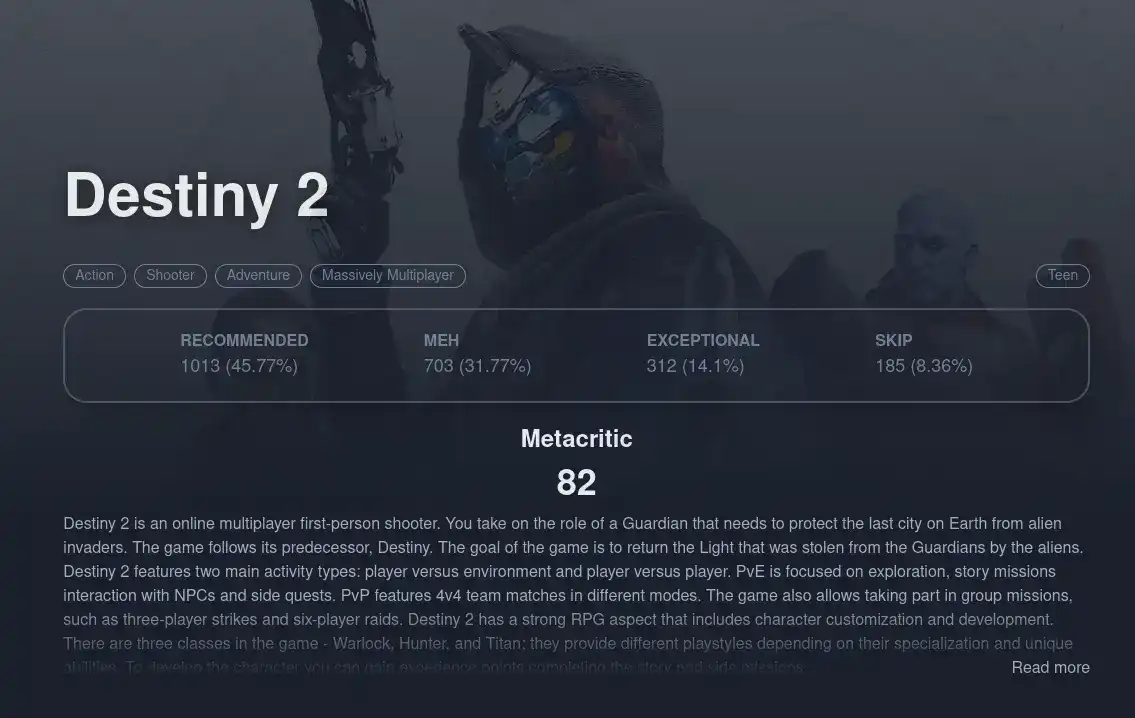 Destiny 2
Action Shooter Adventure Massively Multiplayer Teen
RECOMMENDED MEH EXCEPTIONAL SKIP
1013 (45.77%) 703 (31.77%) 312 (14.1%) 185 (8.36%)
Metacritic
82
Destiny 2 is an online multiplayer first-person shooter. You take on the role of a Guardian that needs to protect the last city on Earth from alien
invaders. The game follows its predecessor, Destiny. The goal of the game is to return the Light that was stolen from the Guardians by the aliens.
Destiny 2 features two main activity types: player versus environment and player versus player. PvE is focused on exploration, story missions
interaction with NPCs and side quests. PvP features 4v4 team matches in different modes. The game also allows taking part in group missions,
such as three-player strikes and six-player raids. Destiny 2 has a strong RPG aspect that includes character customization and development.
There are three classes in the game - Warlock, Hunter, and Titan; they provide different playstyles depending on their specialization and unique
abilities. To develop the character you can gain experience points completing the story and side missions. Read more